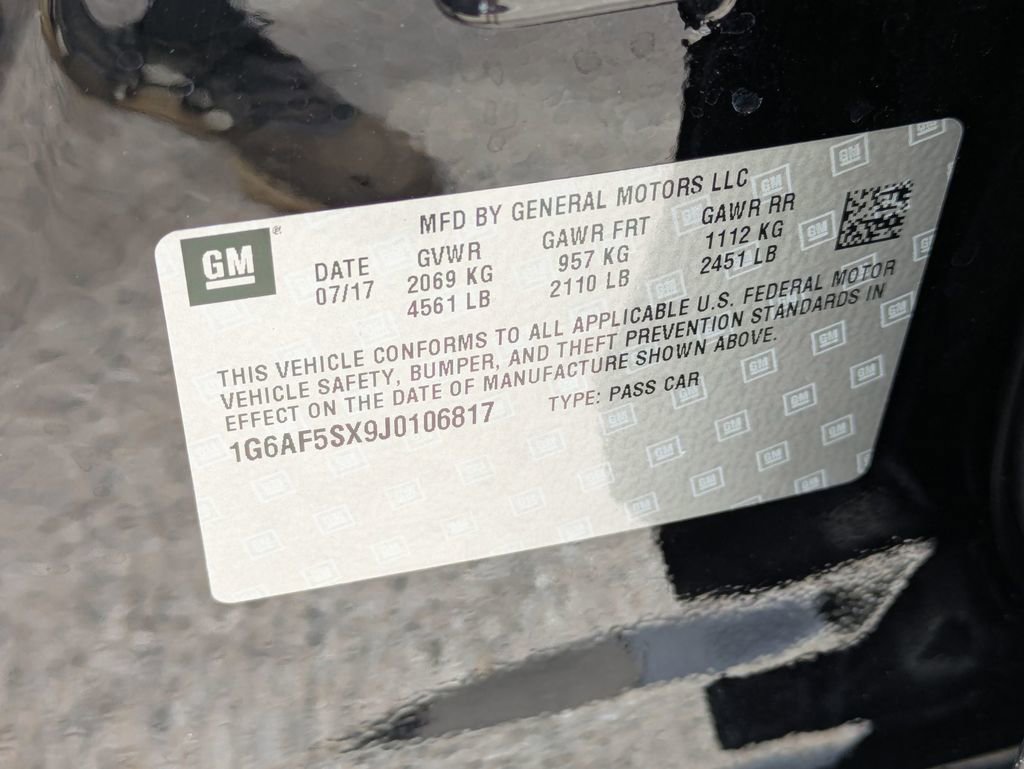 GM®
MFD BY GENERAL MOTORS LLC
DATE GVWR GAWR FRT GAWR RR
07/17 2069 KG 957 KG 1112 KG
4561 LB 2110 LB 2451 LB
THIS VEHICLE CONFORMS TO ALL APPLICABLE U.S. FEDERAL MOTOR
VEHICLE SAFETY, BUMPER, AND THEFT PREVENTION STANDARDS IN
EFFECT ON THE DATE OF MANUFACTURE SHOWN ABOVE.
1G6AF5SX9J0106817 TYPE: PASS CAR